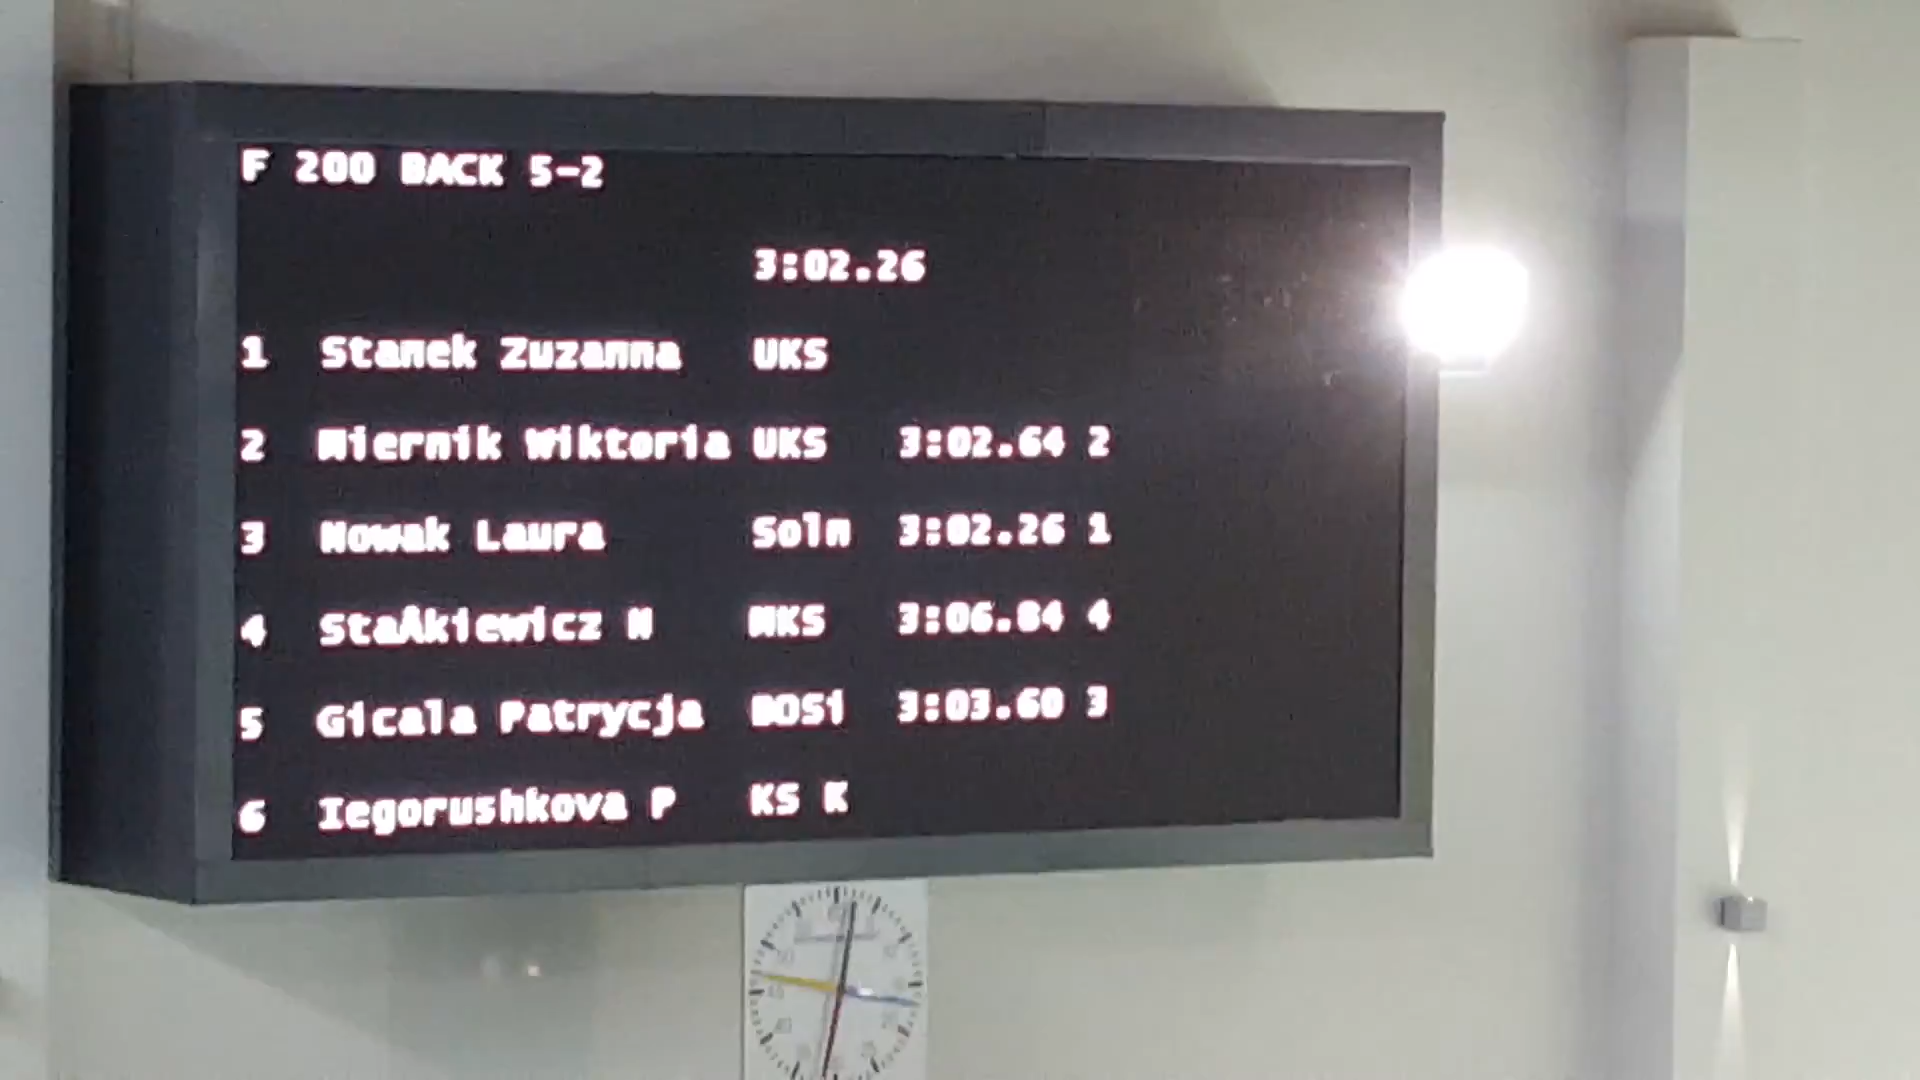 F 200 BACK 5-2
3:02.26
1 Stanek Zuzanna UKS
2 Miernik Wiktoria UKS 3:02.64 2
3 Nowak Laura Soln 3:02.26 1
4 StaÅkiewicz M MKS 3:06.84 4
5 Gicala Patrycja BOSi 3:03.60 3
6 Iegorushkova P KS K